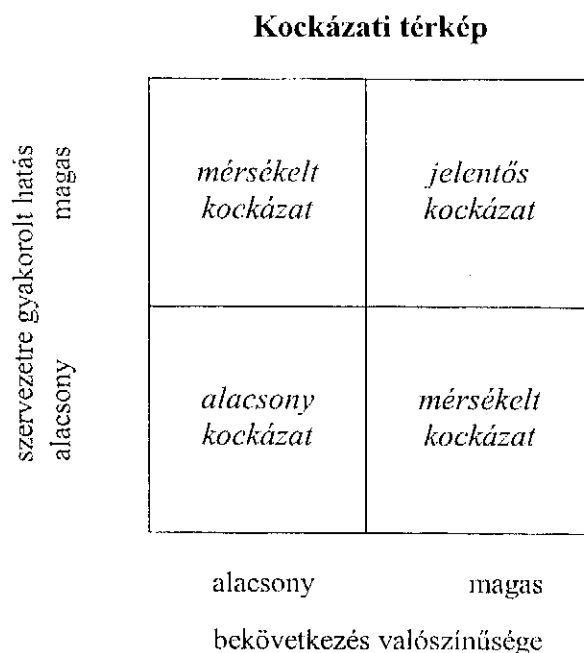 Kockázati térkép
szervezetre gyakorolt hatás
magas
alacsony
mérsékelt
kockázat
jelentős
kockázat
alacsony
kockázat
mérsékelt
kockázat
alacsony
magas
bekövetkezés valószínűsége